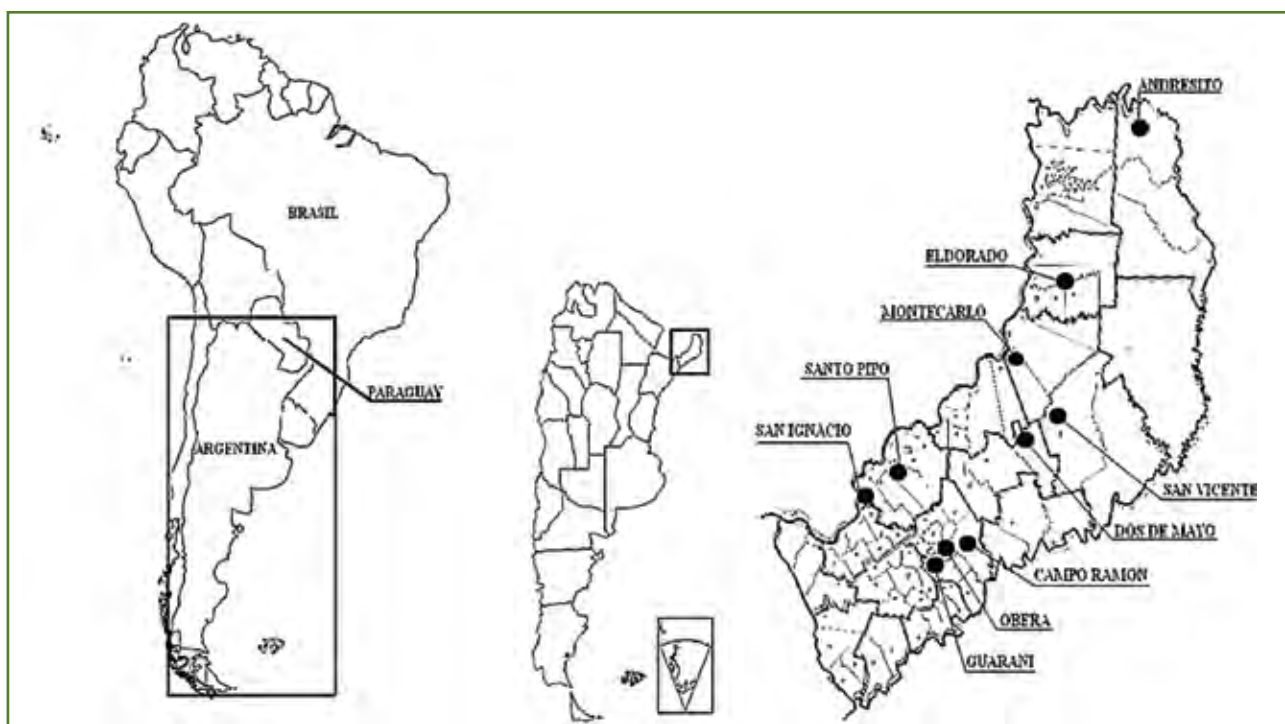 BRASIL
PARAGUAY
ARGENTINA
ANDRESITO
ELDORADO
MONTECARLO
SANTO PIPO
SAN IGNACIO
SAN VICENTE
DOS DE MAYO
CAMPO RAMON
OBERA
GUARANI